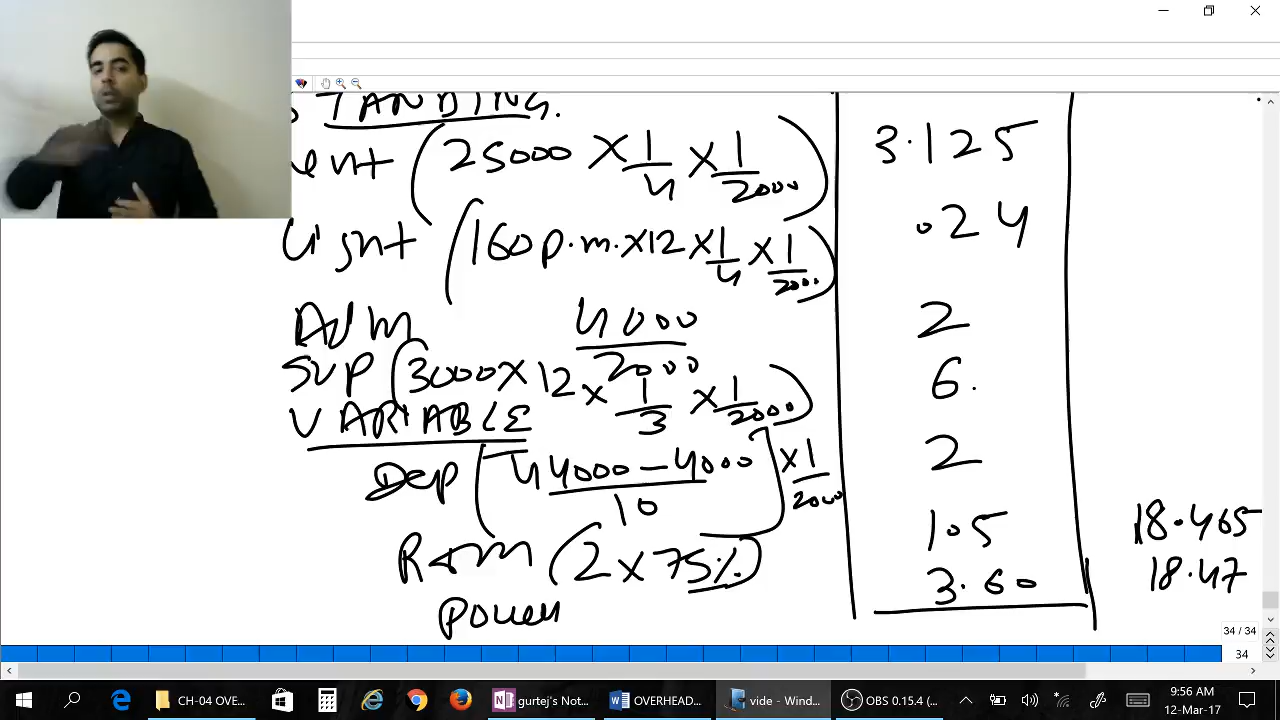 TANDING.
ent (25000 × 1/4 × 1/2000) 3.125
Light (160 p.m. × 12 × 1/4 × 1/2000) .24
Adm 4000/2000 2
Sup (3000 × 12 × 1/3 × 1/2000) 6.
VARIABLE
Dep [44000 – 4000 / 10] × 1/2000 2
R & M (2 × 75%) 1.5 18.465
power 3.60 18.47
34 / 34
34
CH-04 OVE...
gurtej's Not...
OVERHEAD...
vide - Wind...
OBS 0.15.4 (...
9:56 AM
12-Mar-17